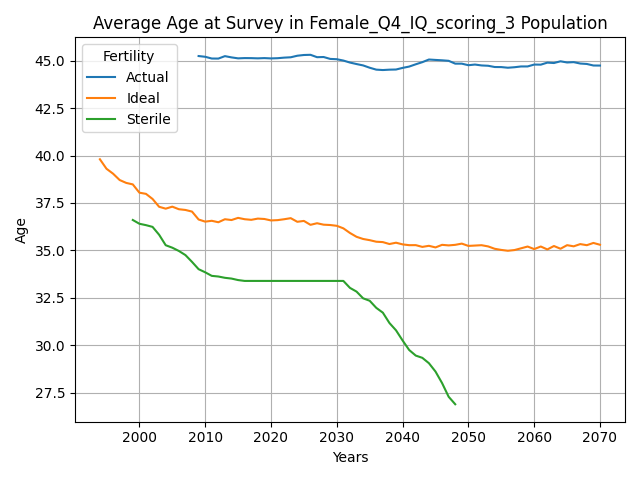 Average Age at Survey in Female_Q4_IQ_scoring_3 Population
Fertility
Actual
Ideal
Sterile
45.0
42.5
40.0
37.5
35.0
32.5
30.0
27.5
Age
2000 2010 2020 2030 2040 2050 2060 2070
Years